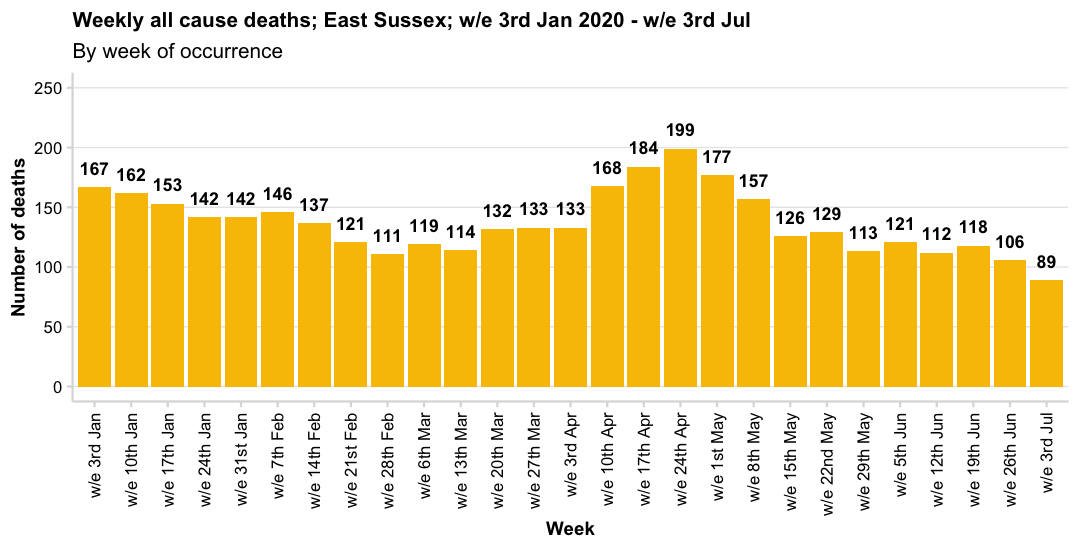 Weekly all cause deaths; East Sussex; w/e 3rd Jan 2020 - w/e 3rd Jul
By week of occurrence
Number of deaths
250
200
150
100
50
0
167
162
153
142
142
146
137
121
111
119
114
132
133
133
168
184
199
177
157
126
129
113
121
112
118
106
89
w/e 3rd Jan
w/e 10th Jan
w/e 17th Jan
w/e 24th Jan
w/e 31st Jan
w/e 7th Feb
w/e 14th Feb
w/e 21st Feb
w/e 28th Feb
w/e 6th Mar
w/e 13th Mar
w/e 20th Mar
w/e 27th Mar
w/e 3rd Apr
w/e 10th Apr
w/e 17th Apr
w/e 24th Apr
w/e 1st May
w/e 8th May
w/e 15th May
w/e 22nd May
w/e 29th May
w/e 5th Jun
w/e 12th Jun
w/e 19th Jun
w/e 26th Jun
w/e 3rd Jul
Week